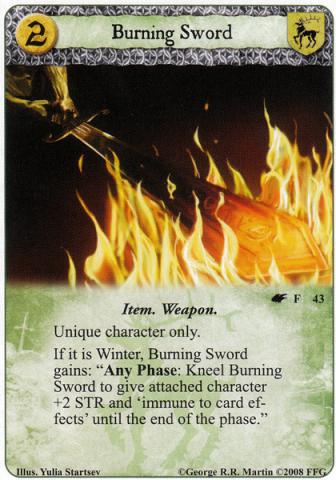 2
Burning Sword
Item. Weapon.
F 43
Unique character only.
If it is Winter, Burning Sword
gains: “Any Phase: Kneel Burning
Sword to give attached character
+2 STR and ‘immune to card ef-
fects’ until the end of the phase.”
Illus. Yulia Startsev
©George R.R. Martin ©2008 FFG